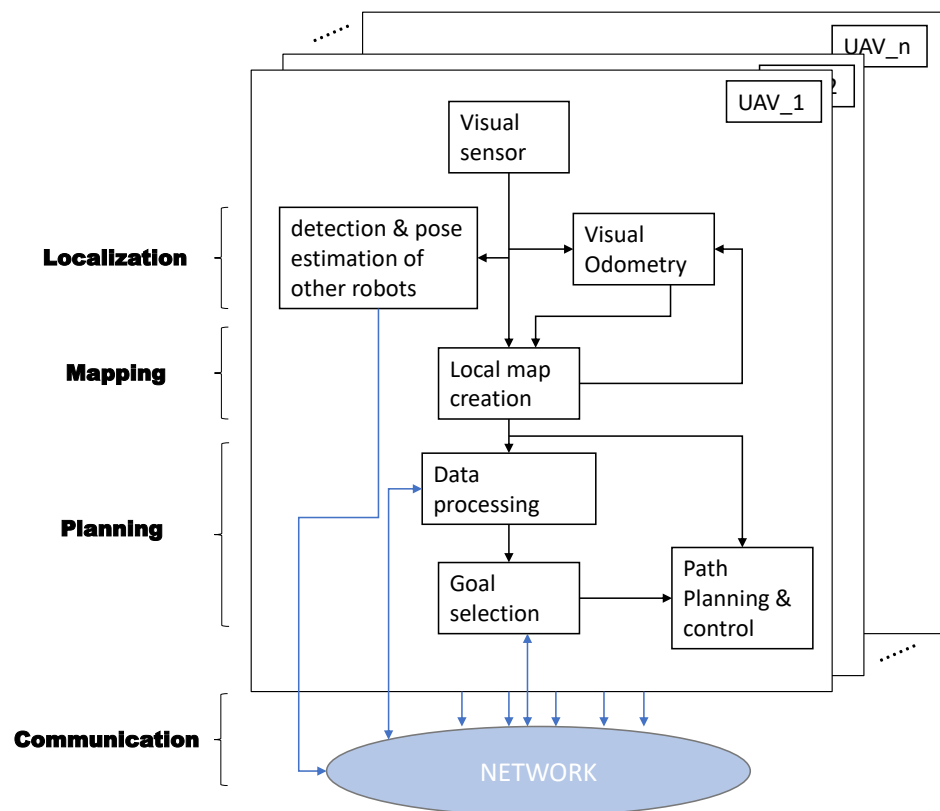 UAV_n
2
UAV_1
Visual
sensor
detection & pose
estimation of
other robots
Visual
Odometry
Localization
Local map
creation
Mapping
Data
processing
Planning
Goal
selection
Path
Planning &
control
Communication
NETWORK